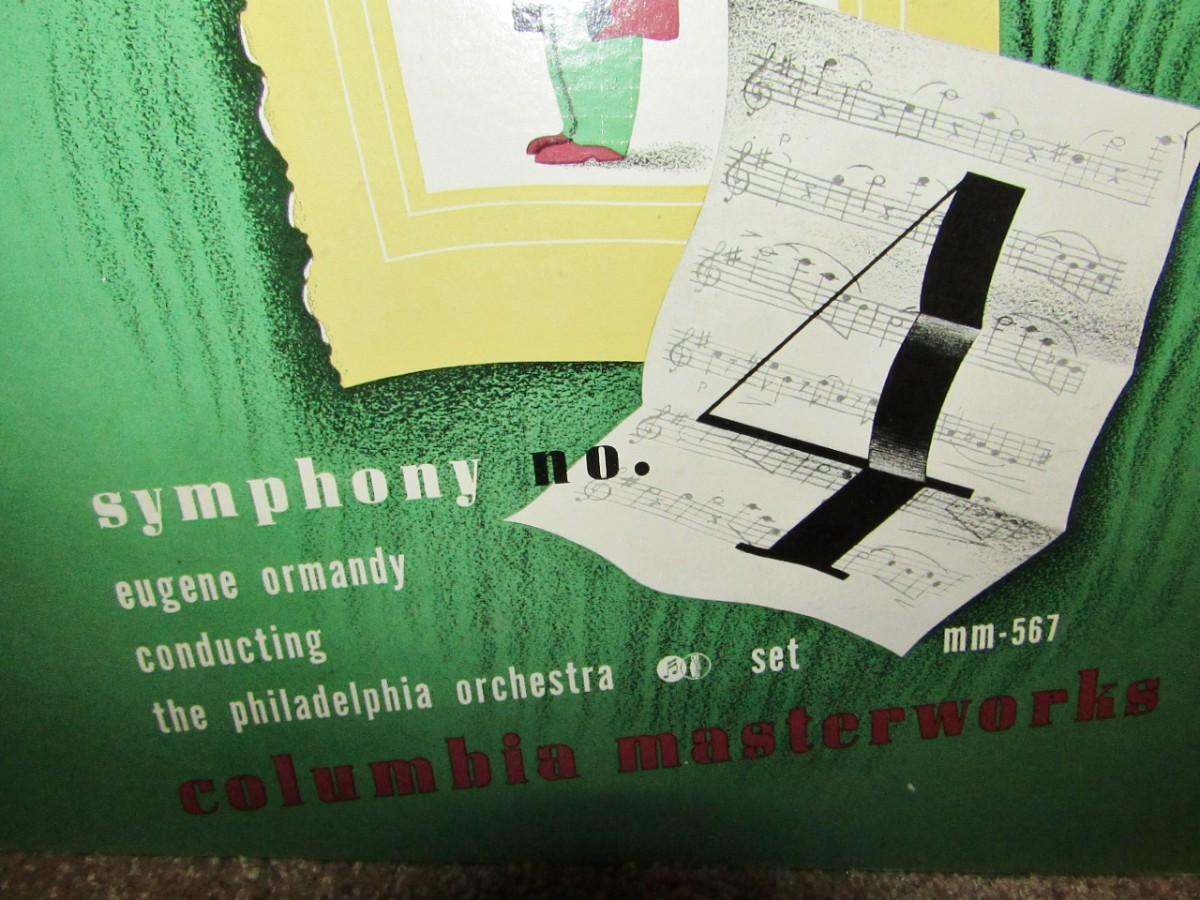 symphony no. 4
eugene ormandy
conducting
the philadelphia orchestra set mm-567
columbia masterworks